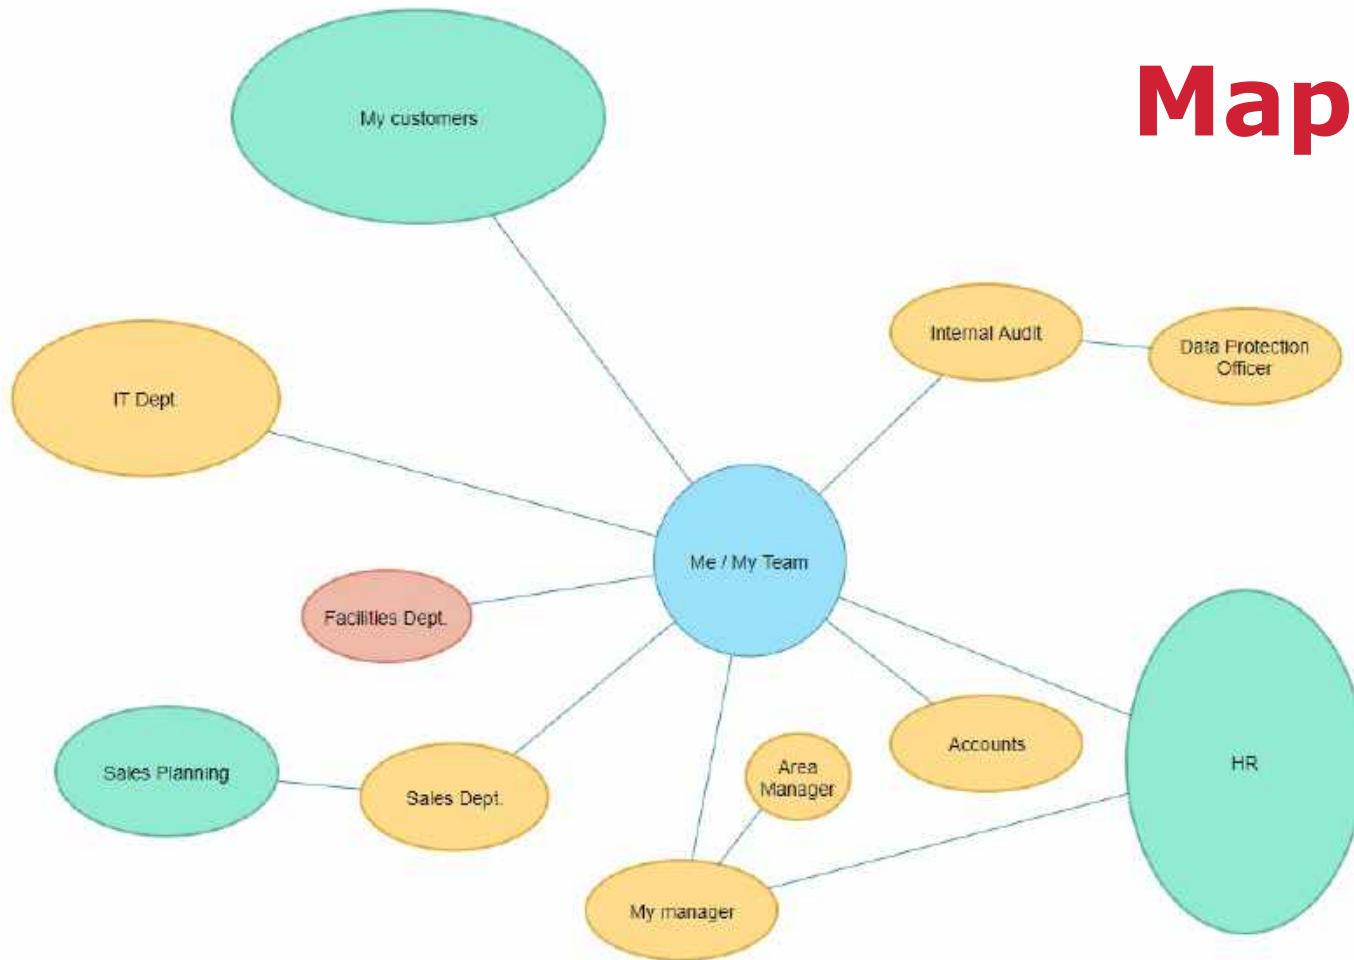 Map
My customers
Internal Audit
Data Protection
Officer
IT Dept
Me / My Team
Facilities Dept.
Sales Planning
Sales Dept.
Area
Manager
Accounts
HR
My manager